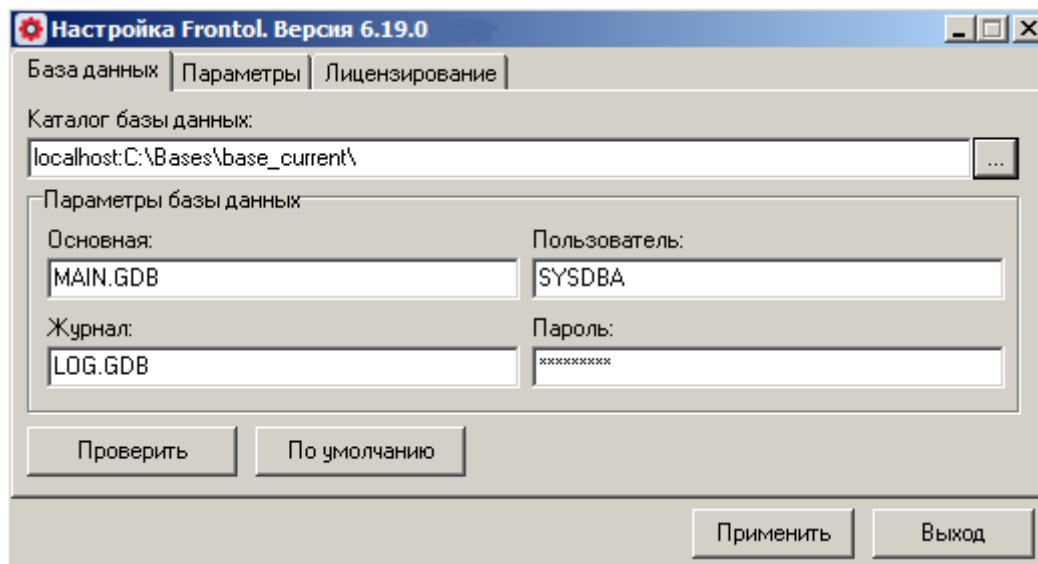 Настройка Frontol. Версия 6.19.0
База данных Параметры Лицензирование
Каталог базы данных:
localhost:C:\Bases\base_current\ ...
Параметры базы данных
Основная: Пользователь:
MAIN.GDB SYSDBA
Журнал: Пароль:
LOG.GDB *********
Проверить По умолчанию
Применить Выход